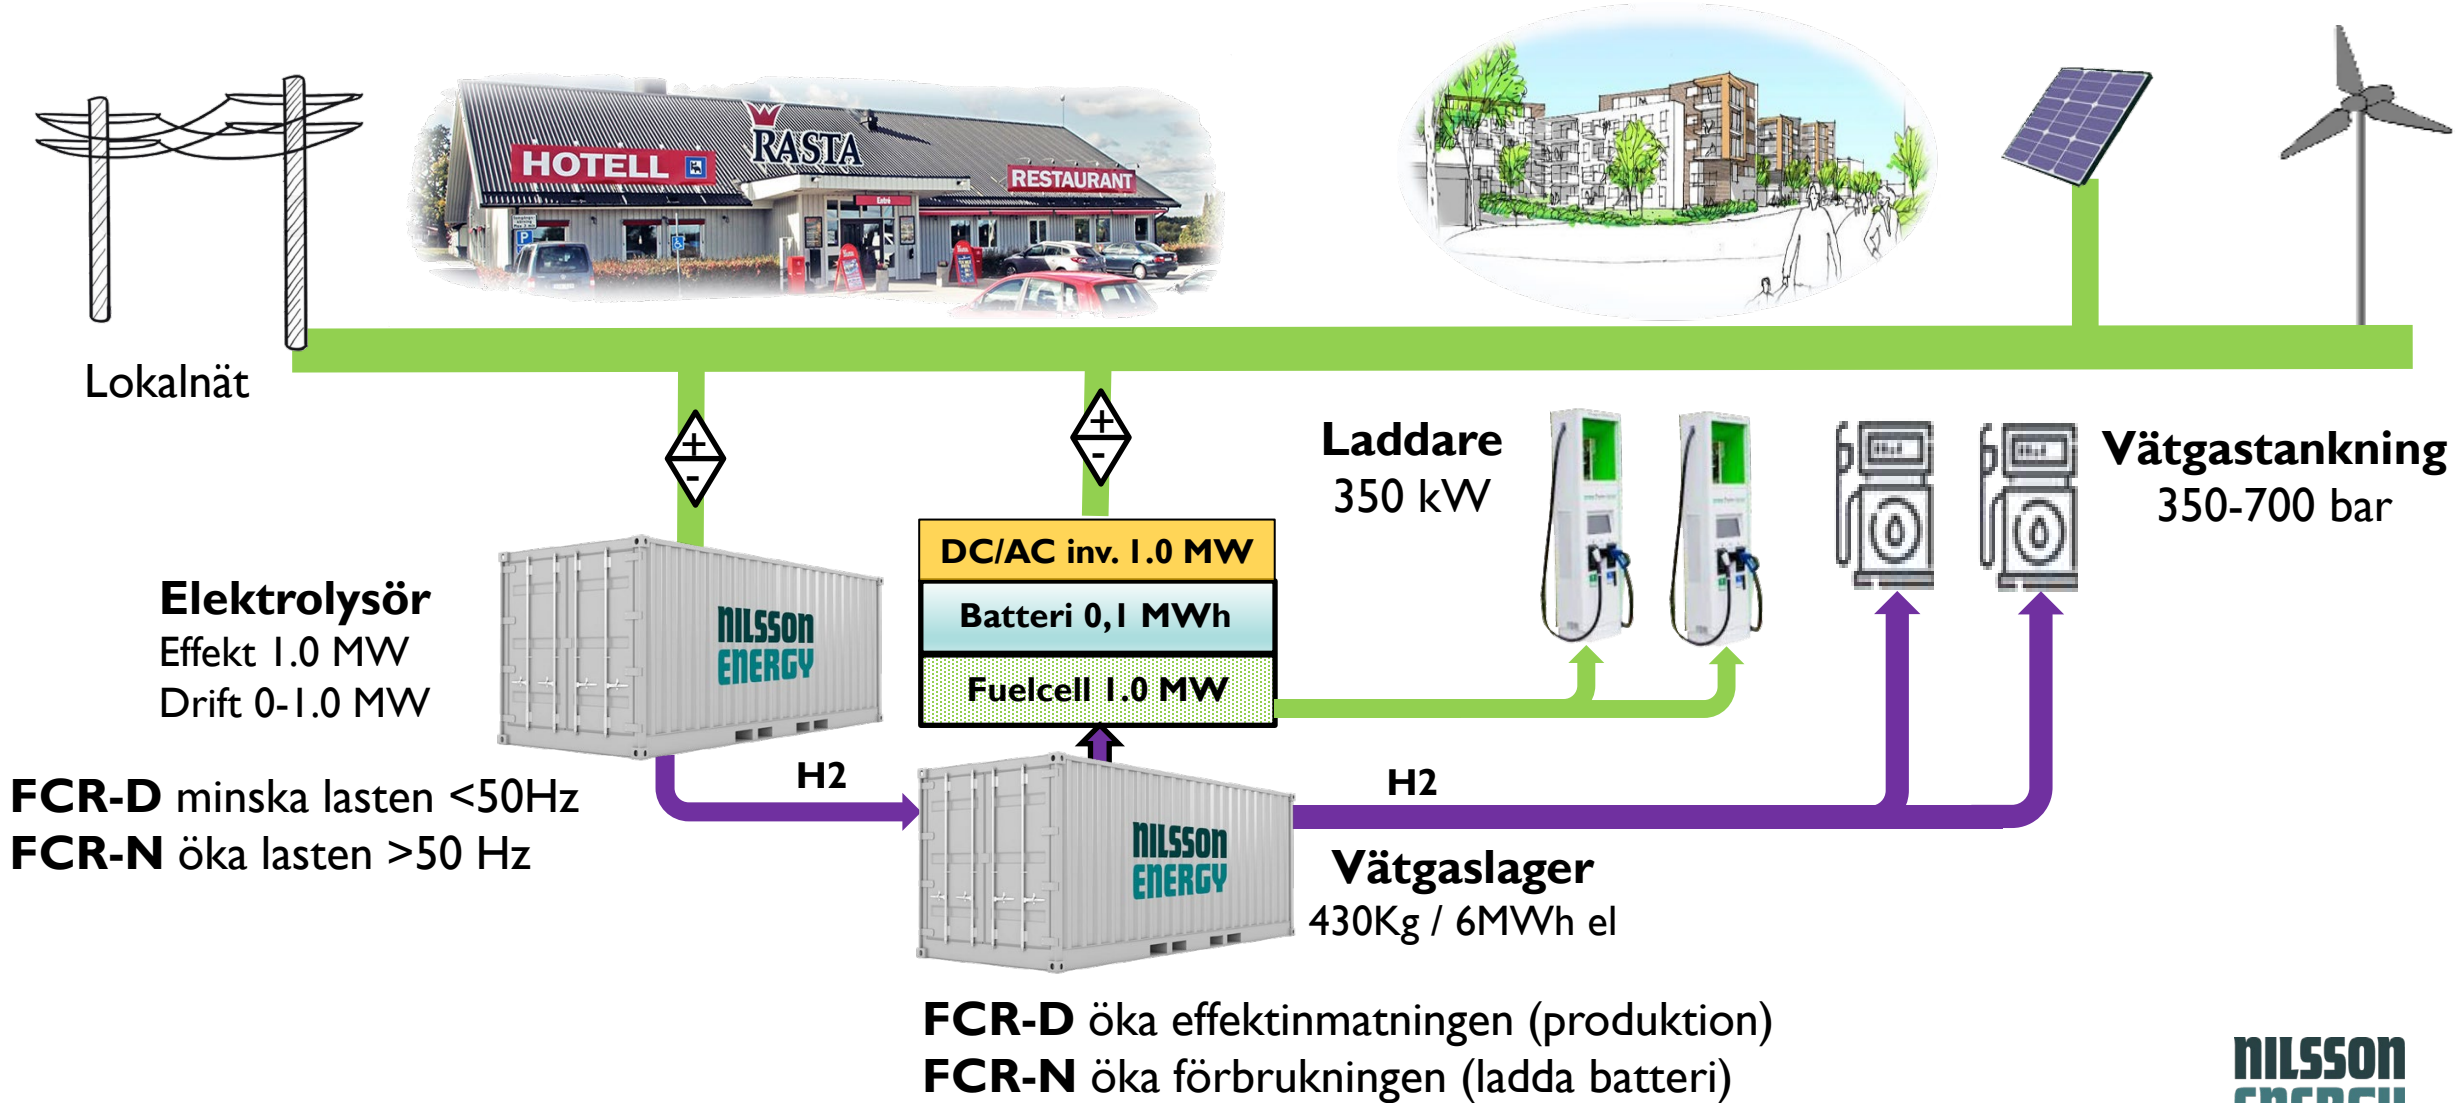 HOTELL
RASTA
RESTAURANT
Entré
P
Lokalnät
+
-
+
-
Laddare
350 kW
Vätgastankning
350-700 bar
DC/AC inv. 1.0 MW
Batteri 0,1 MWh
Fuelcell 1.0 MW
Elektrolysör
Effekt 1.0 MW
Drift 0-1.0 MW
NILSSON
ENERGY
FCR-D minska lasten <50Hz
FCR-N öka lasten >50 Hz
H2
H2
NILSSON
ENERGY
Vätgaslager
430Kg / 6MWh el
FCR-D öka effektinmatningen (produktion)
FCR-N öka förbrukningen (ladda batteri)
NILSSON
ENERGY